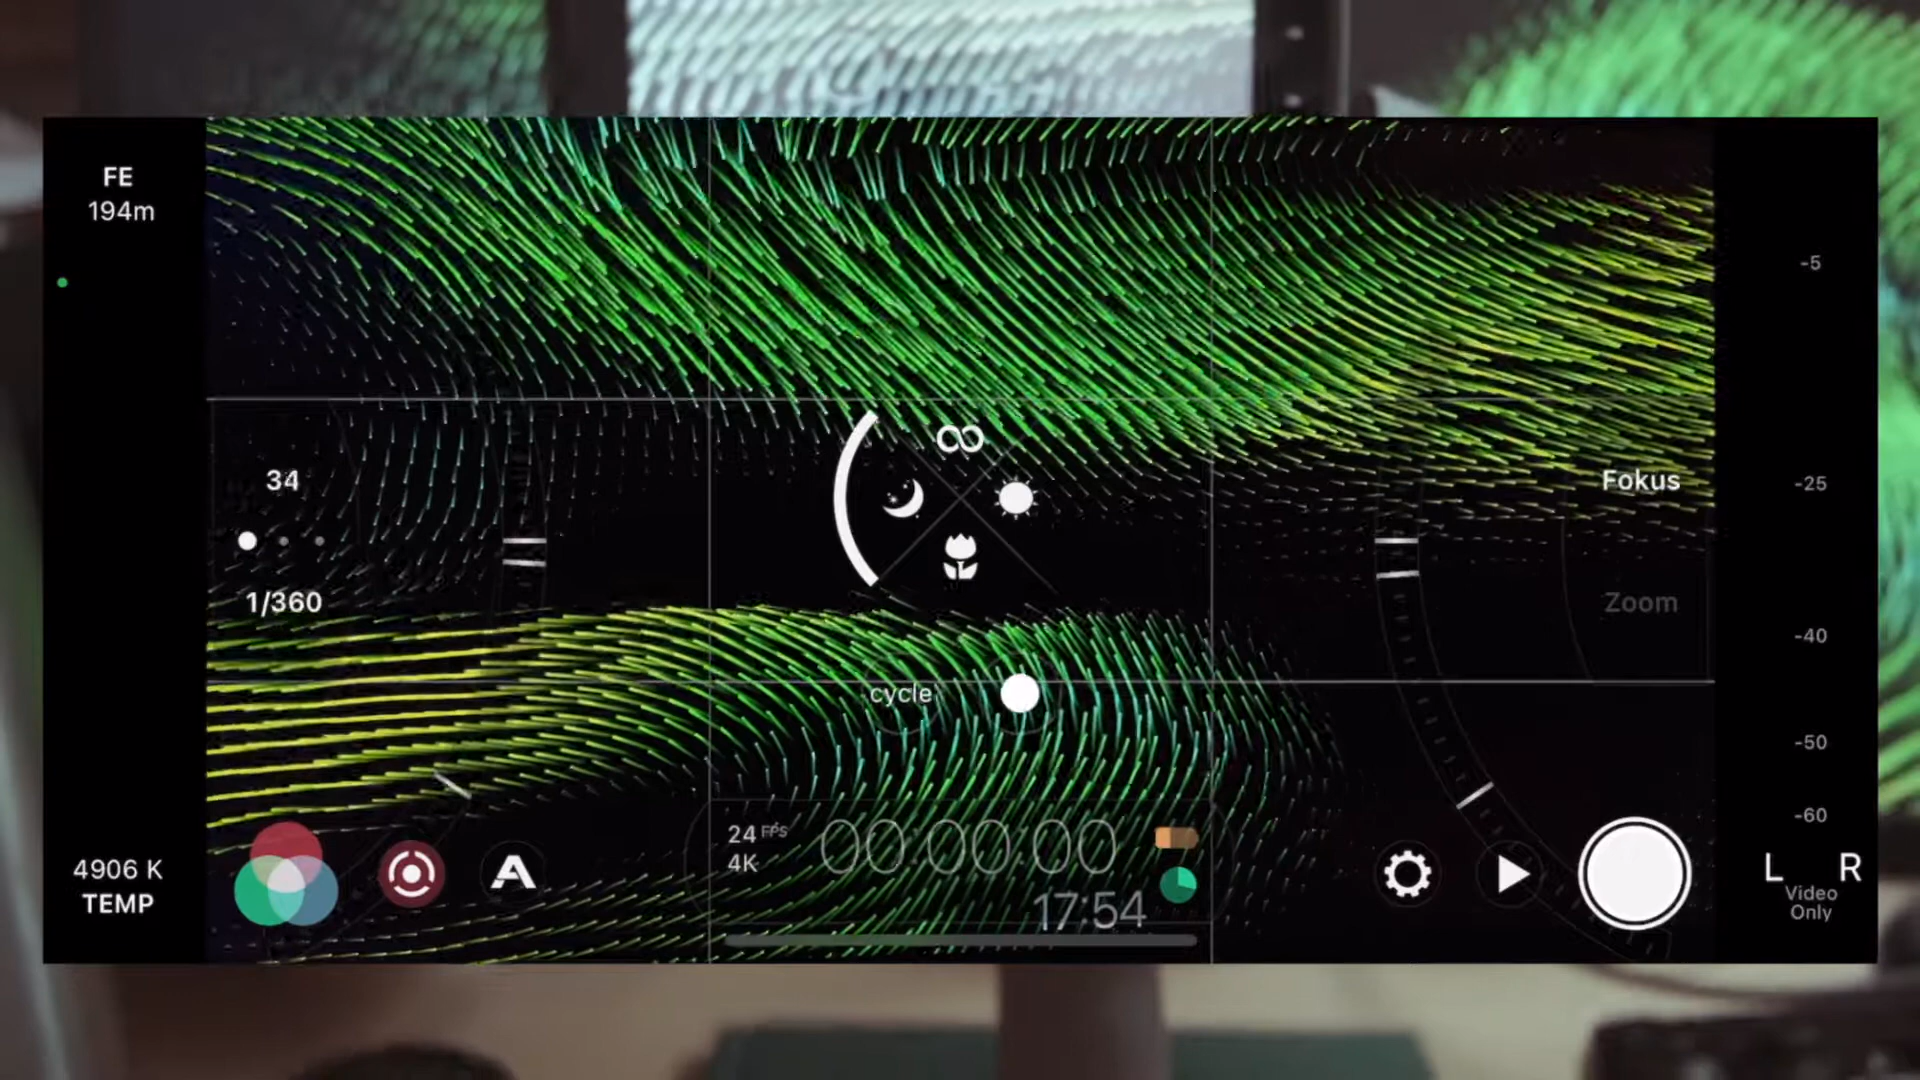 FE
194m
34
1/360
4906 K
TEMP
cycle
24 FPS
4K
00:00:00
17:54
Fokus
Zoom
-5
-25
-40
-50
-60
L R
Video
Only